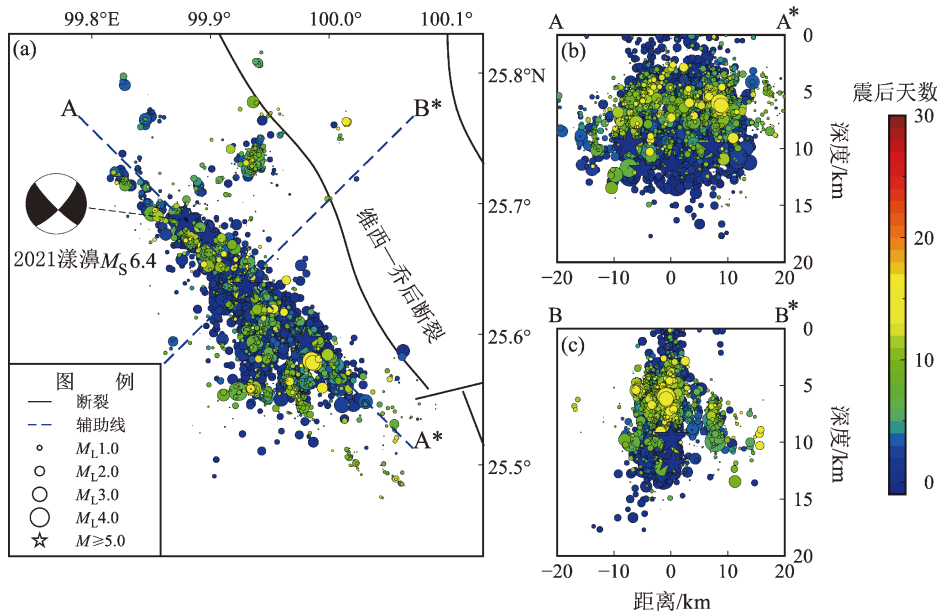 99.8°E 99.9° 100.0° 100.1°
(a)
25.8°N
25.7°
25.6°
25.5°
A
B*
A*
2021漾濞MS6.4
维西—乔后断裂
图 例
断裂
辅助线
ML1.0
ML2.0
ML3.0
ML4.0
M≥5.0
A A*
(b)
0
5
10
15
20
深度/km
−20 −10 0 10 20
B B*
(c)
0
5
10
15
20
深度/km
−20 −10 0 10 20
距离/km
震后天数
30
20
10
0